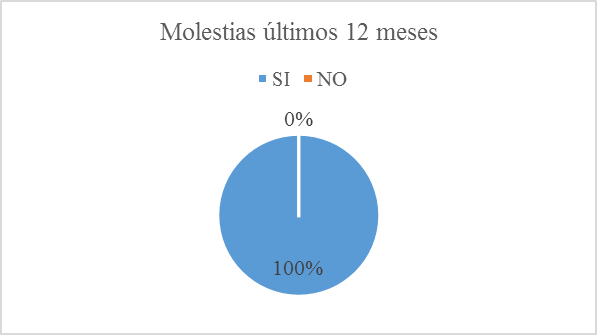 Molestias últimos 12 meses
SI NO
0%
100%